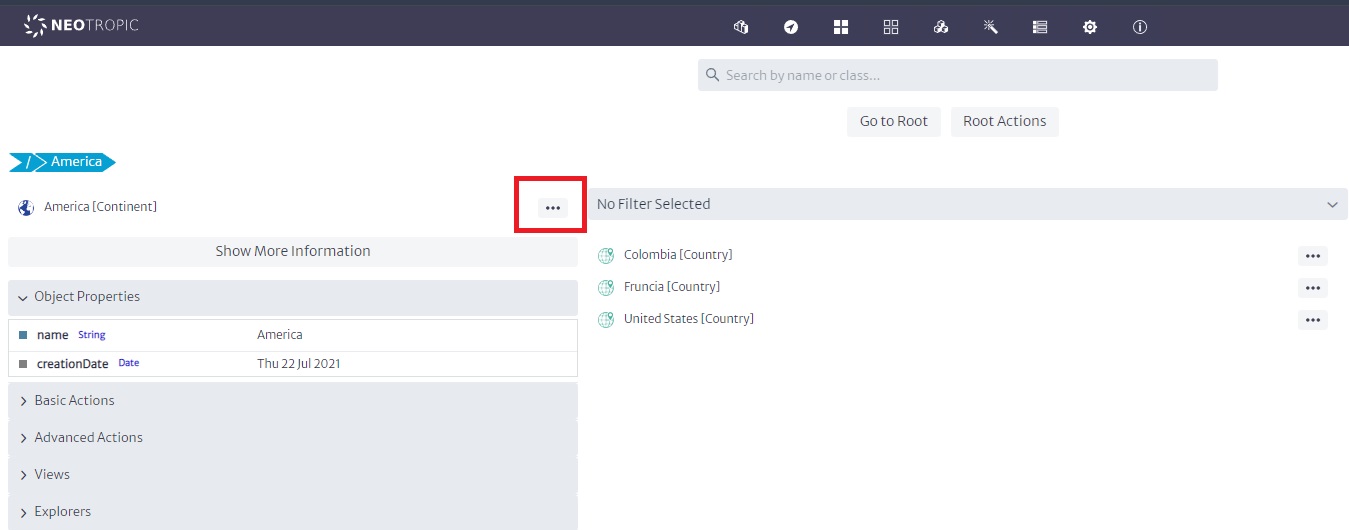 NEOTROPIC
Search by name or class...
Go to Root Root Actions
/ America
America [Continent]
•••
No Filter Selected
Show More Information
Colombia [Country] •••
Fruncia [Country] •••
United States [Country] •••
Object Properties
name String America
creationDate Date Thu 22 Jul 2021
Basic Actions
Advanced Actions
Views
Explorers